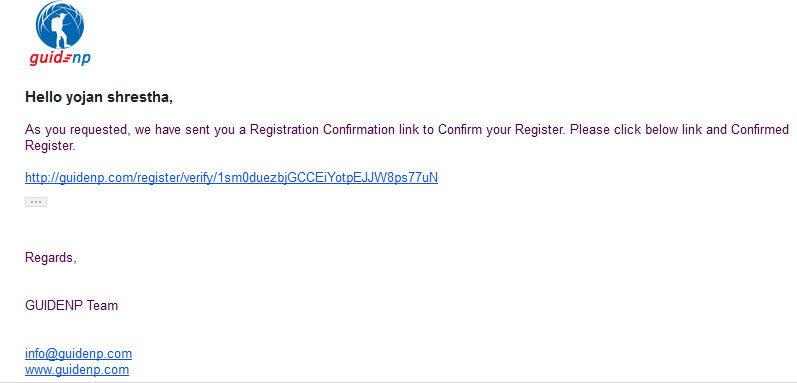 guidenp
Hello yojan shrestha,
As you requested, we have sent you a Registration Confirmation link to Confirm your Register. Please click below link and Confirmed
Register.
http://guidenp.com/register/verify/1sm0duezbjGCCEiYotpEJJW8ps77uN
...
Regards,
GUIDENP Team
info@guidenp.com
www.guidenp.com